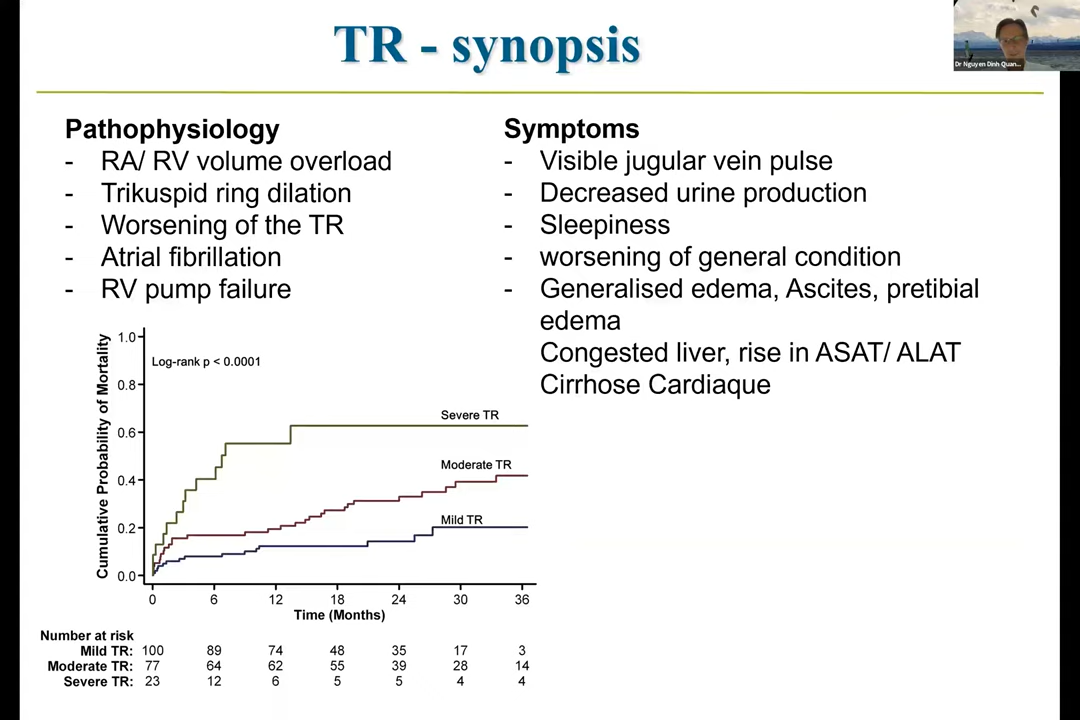 TR - synopsis
Dr Nguyen Dinh Quan...
Pathophysiology
- RA/ RV volume overload
- Trikuspid ring dilation
- Worsening of the TR
- Atrial fibrillation
- RV pump failure
Symptoms
- Visible jugular vein pulse
- Decreased urine production
- Sleepiness
- worsening of general condition
- Generalised edema, Ascites, pretibial
edema
Congested liver, rise in ASAT/ ALAT
Cirrhose Cardiaque
Cumulative Probability of Mortality
1.0
0.8
0.6
0.4
0.2
0.0
Log-rank p < 0.0001
Severe TR
Moderate TR
Mild TR
0 6 12 18 24 30 36
Time (Months)
Number at risk
Mild TR: 100 89 74 48 35 17 3
Moderate TR: 77 64 62 55 39 28 14
Severe TR: 23 12 6 5 5 4 4